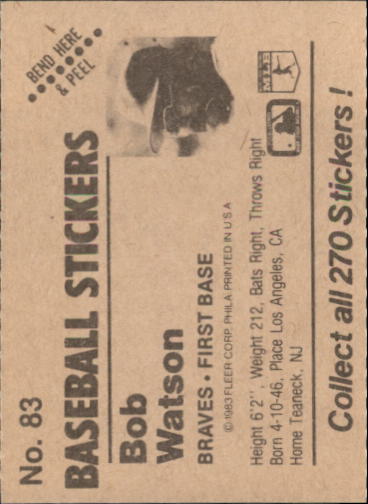 No. 83
BEND HERE
& PEEL
BASEBALL STICKERS
Bob
Watson
BRAVES • FIRST BASE
© 1983 FLEER CORP. PHILA PRINTED IN U S A
Height 6'2'', Weight 212, Bats Right, Throws Right
Born 4-10-46, Place Los Angeles, CA
Home Teaneck, NJ
Collect all 270 Stickers !